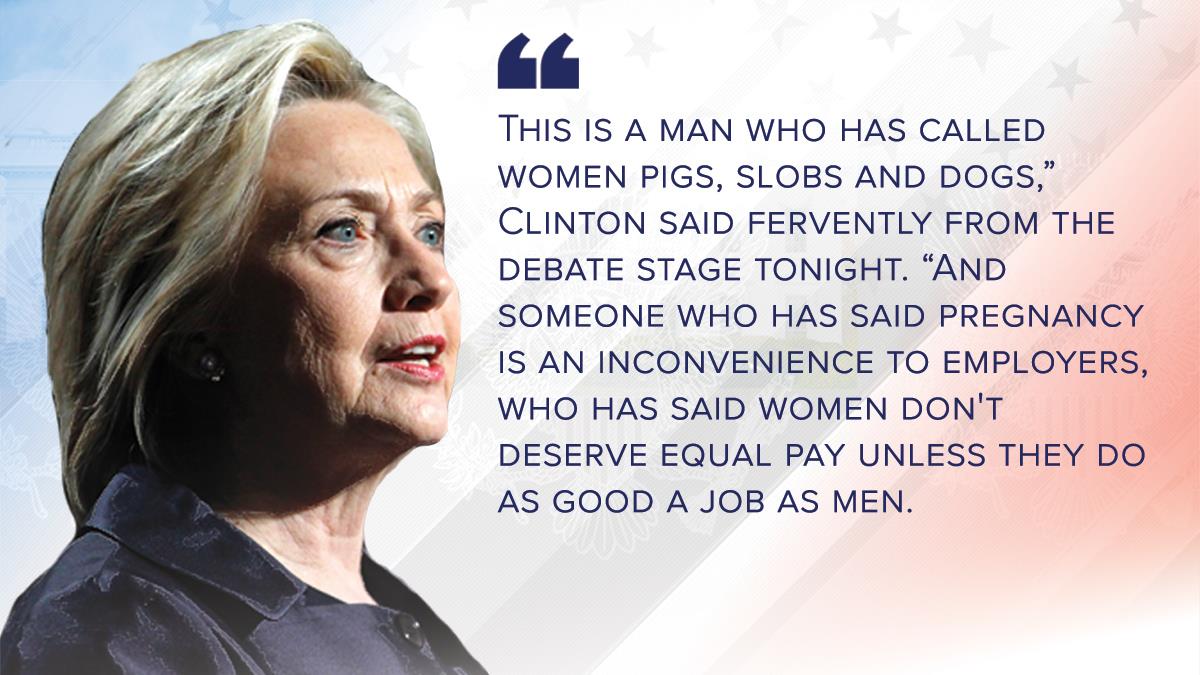 “
THIS IS A MAN WHO HAS CALLED
WOMEN PIGS, SLOBS AND DOGS,”
CLINTON SAID FERVENTLY FROM THE
DEBATE STAGE TONIGHT. “AND
SOMEONE WHO HAS SAID PREGNANCY
IS AN INCONVENIENCE TO EMPLOYERS,
WHO HAS SAID WOMEN DON'T
DESERVE EQUAL PAY UNLESS THEY DO
AS GOOD A JOB AS MEN.